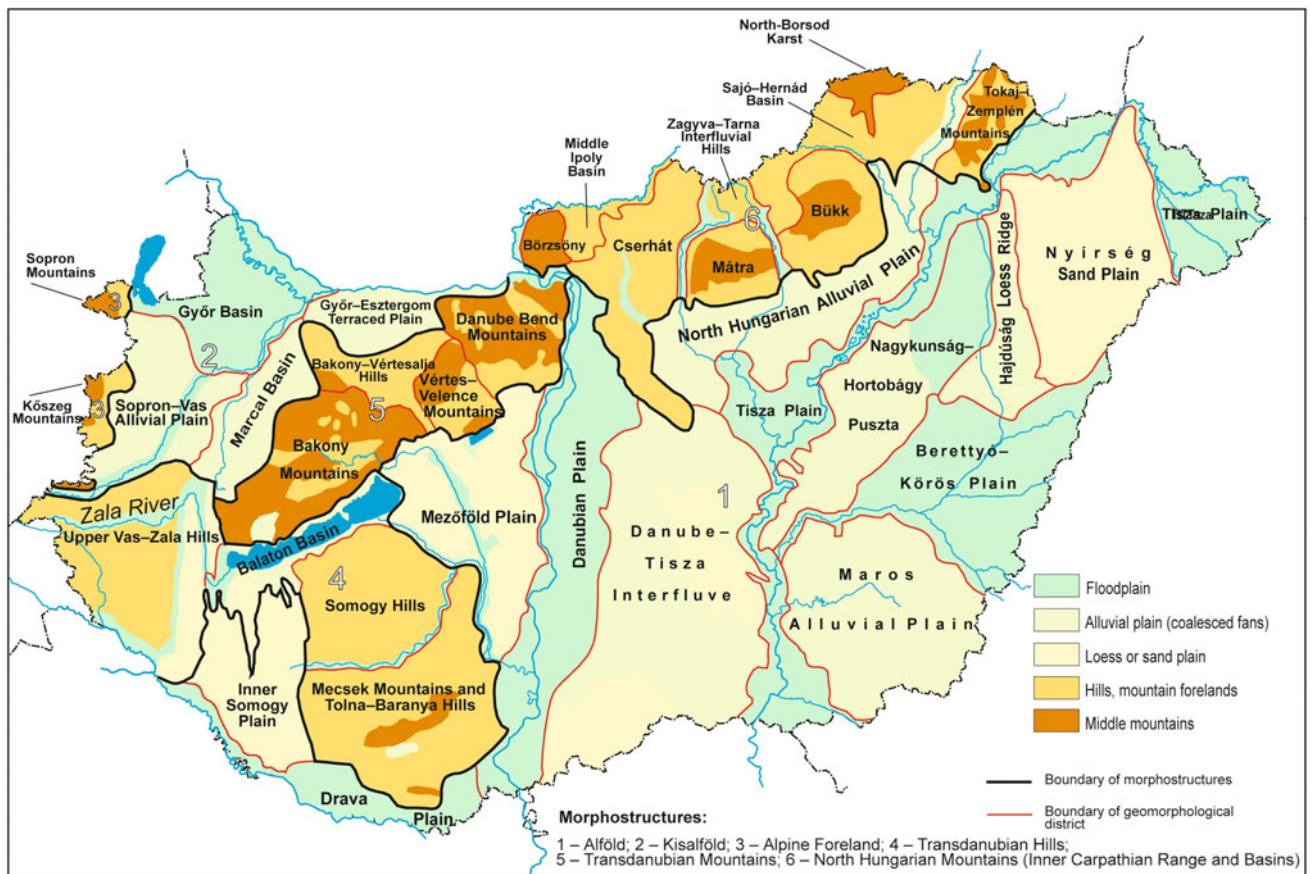 North-Borsod
Karst
Sajó–Hernád
Basin
Tokaj–
Zemplén
Mountains
Zagyva–Tarna
Interfluvial
Hills
Middle
Ipoly
Basin
6
Bükk
Börzsöny
Cserhát
Mátra
Tisza Plain
Nyírség
Sand Plain
Hajdúság Loess Ridge
North Hungarian Alluvial Plain
Sopron
Mountains
3
Győr Basin
Győr–Esztergom
Terraced Plain
Danube Bend
Mountains
2
Bakony–Vértesalja
Hills
Vértes–
Velence
Mountains
Nagykunság–
Hortobágy
Puszta
Kőszeg
Mountains
3
Sopron–Vas
Allivial Plain
Marcal Basin
5
Bakony
Mountains
Tisza Plain
Berettyó–
Körös Plain
Zala River
Upper Vas–Zala Hills
Balaton Basin
Mezőföld Plain
Danubian Plain
1
Danube–
Tisza
Interfluve
Maros
Alluvial Plain
4
Somogy Hills
Inner
Somogy
Plain
Mecsek Mountains and
Tolna–Baranya Hills
Drava
Plain
Floodplain
Alluvial plain (coalesced fans)
Loess or sand plain
Hills, mountain forelands
Middle mountains
Boundary of morphostructures
Boundary of geomorphological
district
Morphostructures:
1 – Alföld; 2 – Kisalföld; 3 – Alpine Foreland; 4 – Transdanubian Hills;
5 – Transdanubian Mountains; 6 – North Hungarian Mountains (Inner Carpathian Range and Basins)